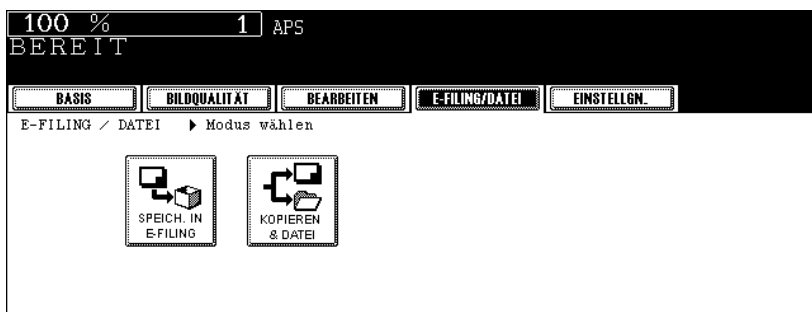 100 % 1 APS
BEREIT
BASIS BILDQUALITÄT BEARBEITEN E-FILING/DATEI EINSTELLGN.
E-FILING / DATEI ▶ Modus wählen
SPEICH. IN
E-FILING
KOPIEREN
& DATEI